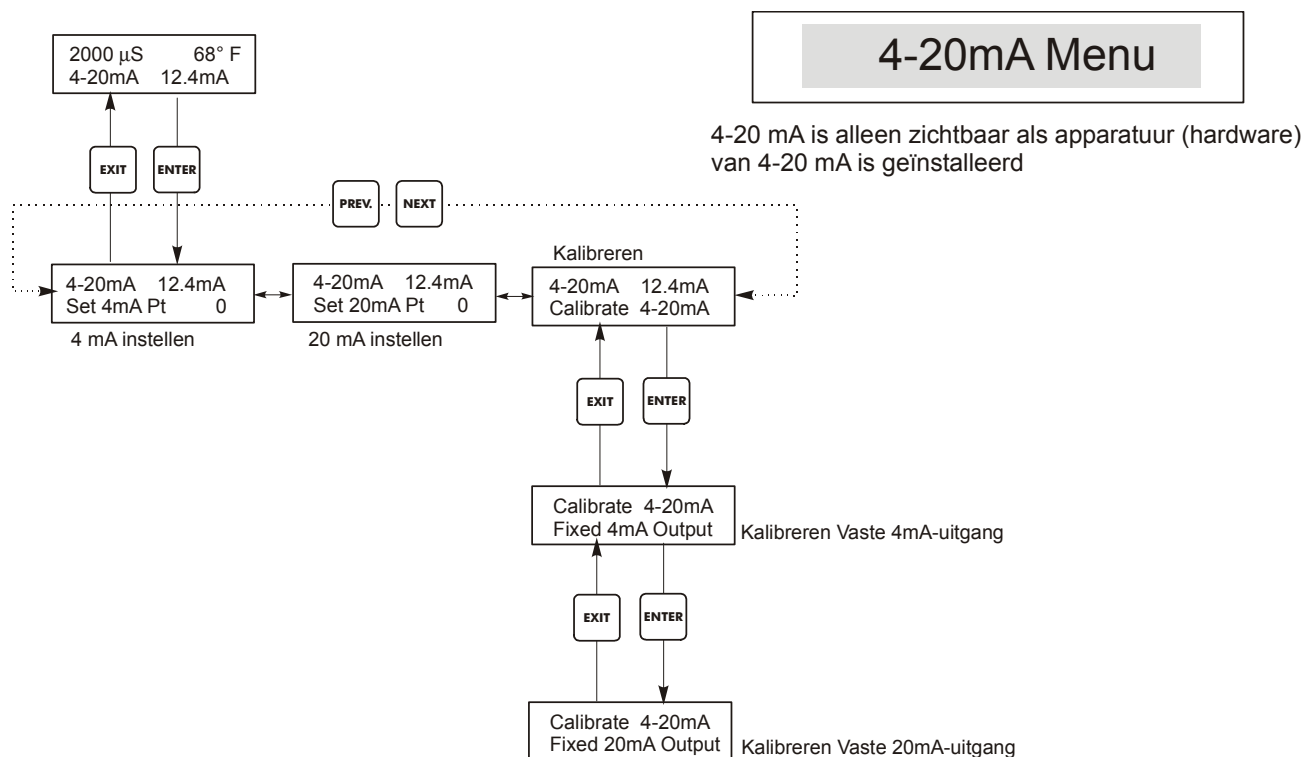 4-20mA Menu
4-20 mA is alleen zichtbaar als apparatuur (hardware)
van 4-20 mA is geïnstalleerd
2000 µS 68° F
4-20mA 12.4mA
EXIT
ENTER
PREV.
NEXT
4-20mA 12.4mA
Set 4mA Pt 0
4 mA instellen
4-20mA 12.4mA
Set 20mA Pt 0
20 mA instellen
Kalibreren
4-20mA 12.4mA
Calibrate 4-20mA
EXIT
ENTER
Calibrate 4-20mA
Fixed 4mA Output
Kalibreren Vaste 4mA-uitgang
EXIT
ENTER
Calibrate 4-20mA
Fixed 20mA Output
Kalibreren Vaste 20mA-uitgang